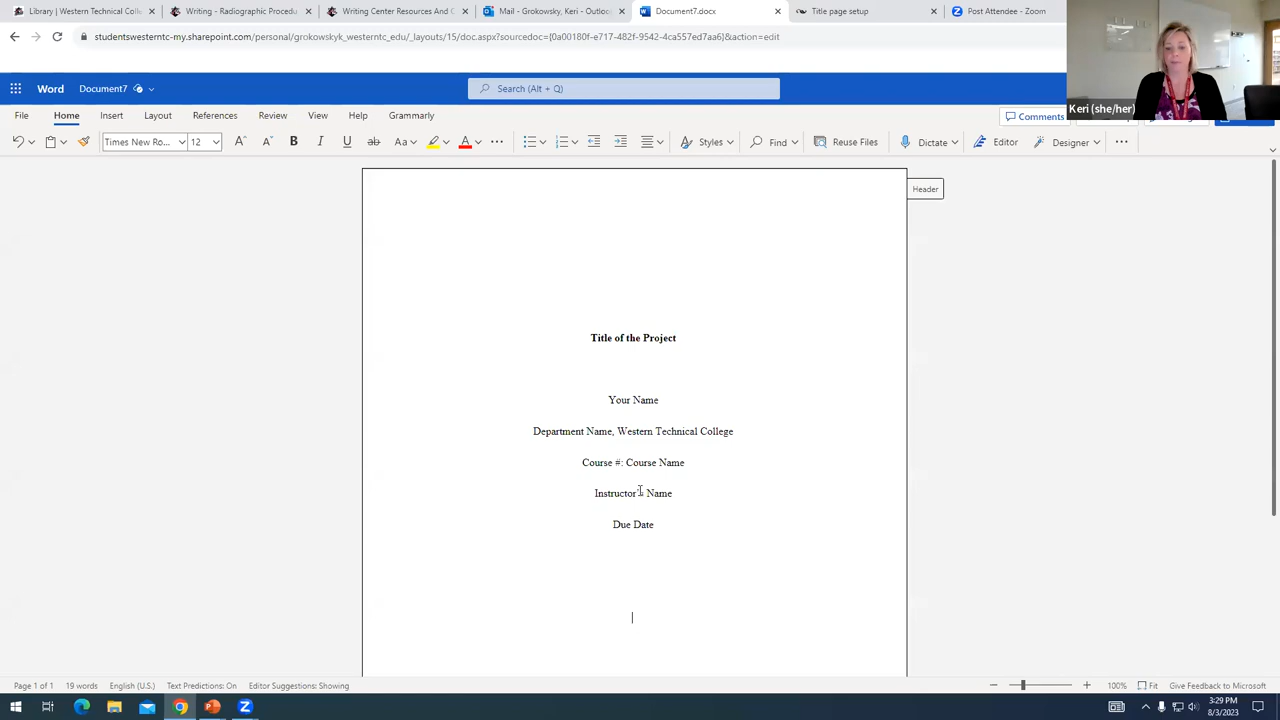 Library | Western Technical Colle
Writing - Radiographic Procedu
Writing Center Resources And C
Mail - Grokowsky, Keri - Outloo
Document7.docx
Title page setup
Post Attendee - Zoom
studentswesterntc-my.sharepoint.com/personal/grokowskyk_westerntc_edu/_layouts/15/doc.aspx?sourcedoc={0a00180f-e717-482f-9542-4ca557ed7aa6}&action=edit
Keri (she/her)
Word
Document7
Search (Alt + Q)
File
Home
Insert
Layout
References
Review
View
Help
Grammarly
Comments
Times New Ro...
12
Styles
Find
Reuse Files
Dictate
Editor
Designer
Header
Title of the Project
Your Name
Department Name, Western Technical College
Course #: Course Name
Instructor Name
Due Date
Page 1 of 1
19 words
English (U.S.)
Text Predictions: On
Editor Suggestions: Showing
100%
Fit
Give Feedback to Microsoft
3:29 PM
8/3/2023